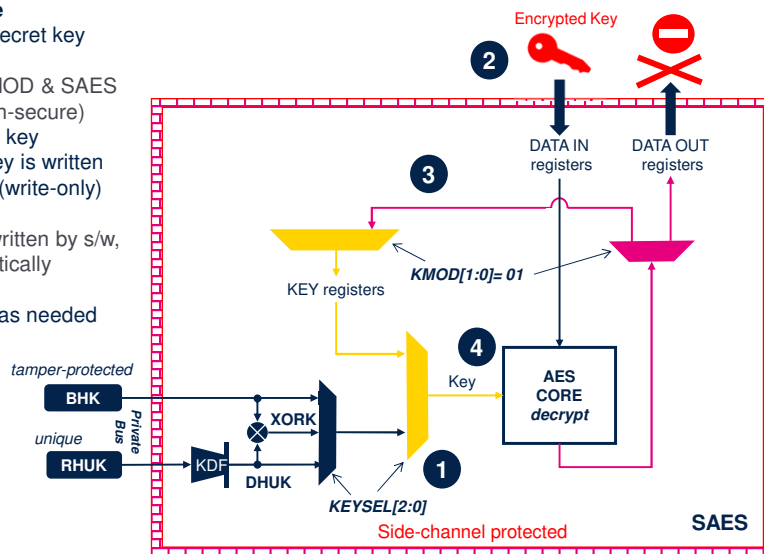 e
ecret key
MOD & SAES
n-secure)
key
ey is written
(write-only)
written by s/w,
tically
as needed
Encrypted Key
2
DATA IN
registers
DATA OUT
registers
3
KMOD[1:0]= 01
KEY registers
4
Key
AES
CORE
decrypt
tamper-protected
BHK
XORK
unique
Private
Bus
RHUK
KDF
DHUK
1
KEYSEL[2:0]
Side-channel protected
SAES